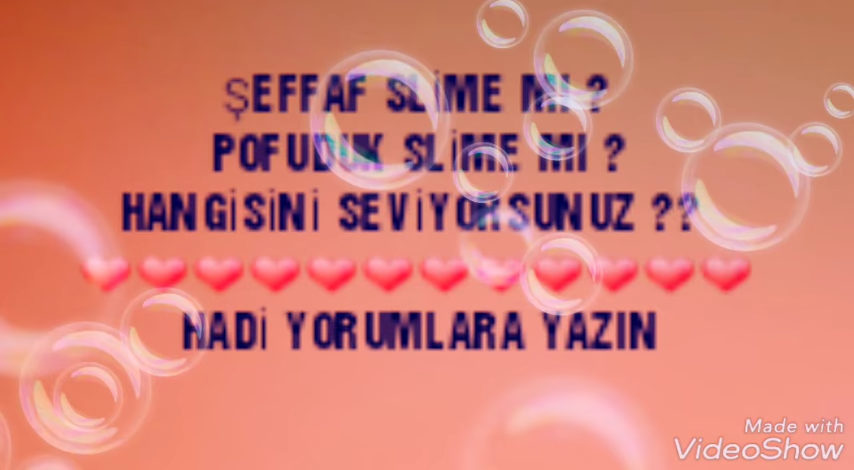 ŞEFFAF SLİME MI ?
POFUDUK SLİME MI ?
HANGİSİNİ SEVİYORSUNUZ ??
❤❤❤❤❤❤❤❤❤❤❤❤
HADİ YORUMLARA YAZIN
Made with
VideoShow